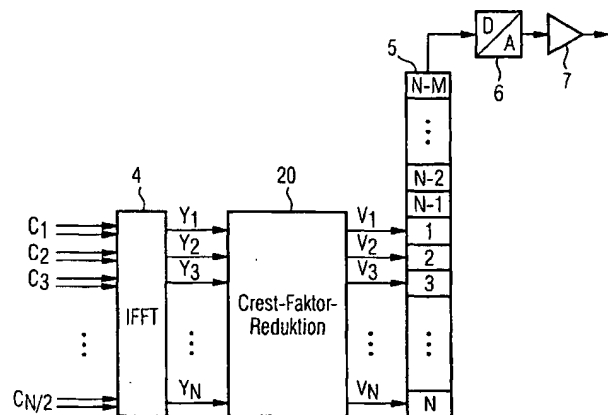 D
A
6
7
5
N-M
⋮
N-2
N-1
1
2
3
⋮
N
4
20
C1
C2
C3
⋮
CN/2
IFFT
Y1
Y2
Y3
⋮
YN
Crest-Faktor-
Reduktion
V1
V2
V3
⋮
VN